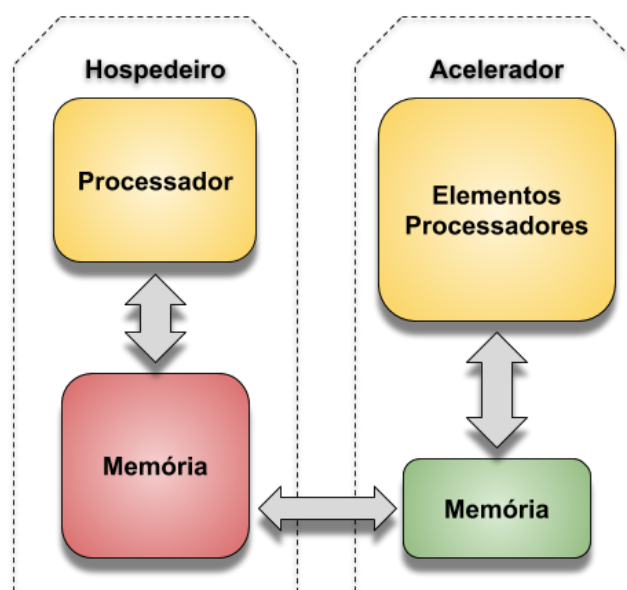 Hospedeiro
Processador
Memória
Acelerador
Elementos
Processadores
Memória